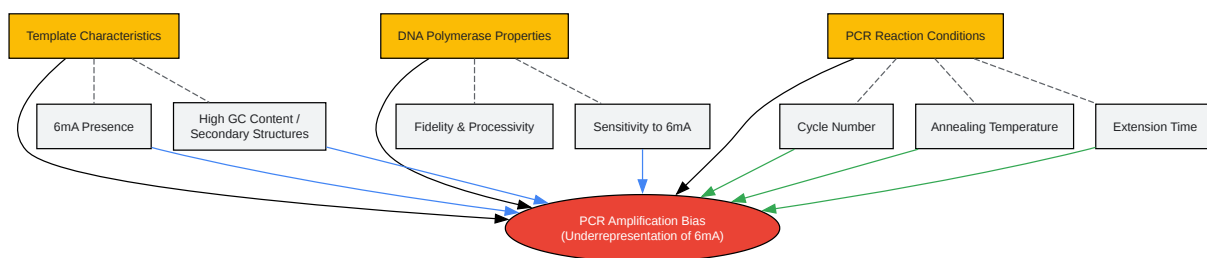 Template Characteristics
DNA Polymerase Properties
PCR Reaction Conditions
6mA Presence
High GC Content /
Secondary Structures
Fidelity & Processivity
Sensitivity to 6mA
Cycle Number
Annealing Temperature
Extension Time
PCR Amplification Bias
(Underrepresentation of 6mA)